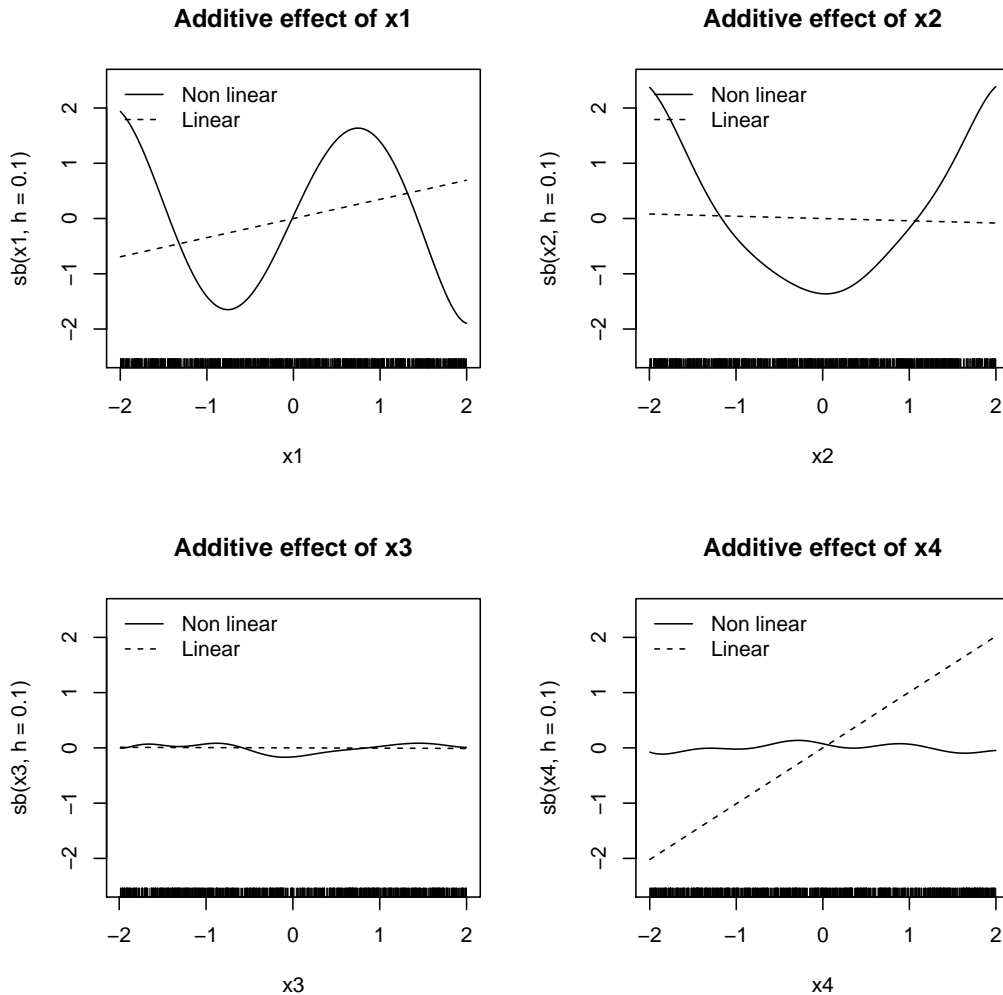 Additive effect of x1
Non linear
Linear
sb(x1, h = 0.1)
2
1
0
−1
−2
−2 −1 0 1 2
x1
Additive effect of x2
Non linear
Linear
sb(x2, h = 0.1)
2
1
0
−1
−2
−2 −1 0 1 2
x2
Additive effect of x3
Non linear
Linear
sb(x3, h = 0.1)
2
1
0
−1
−2
−2 −1 0 1 2
x3
Additive effect of x4
Non linear
Linear
sb(x4, h = 0.1)
2
1
0
−1
−2
−2 −1 0 1 2
x4